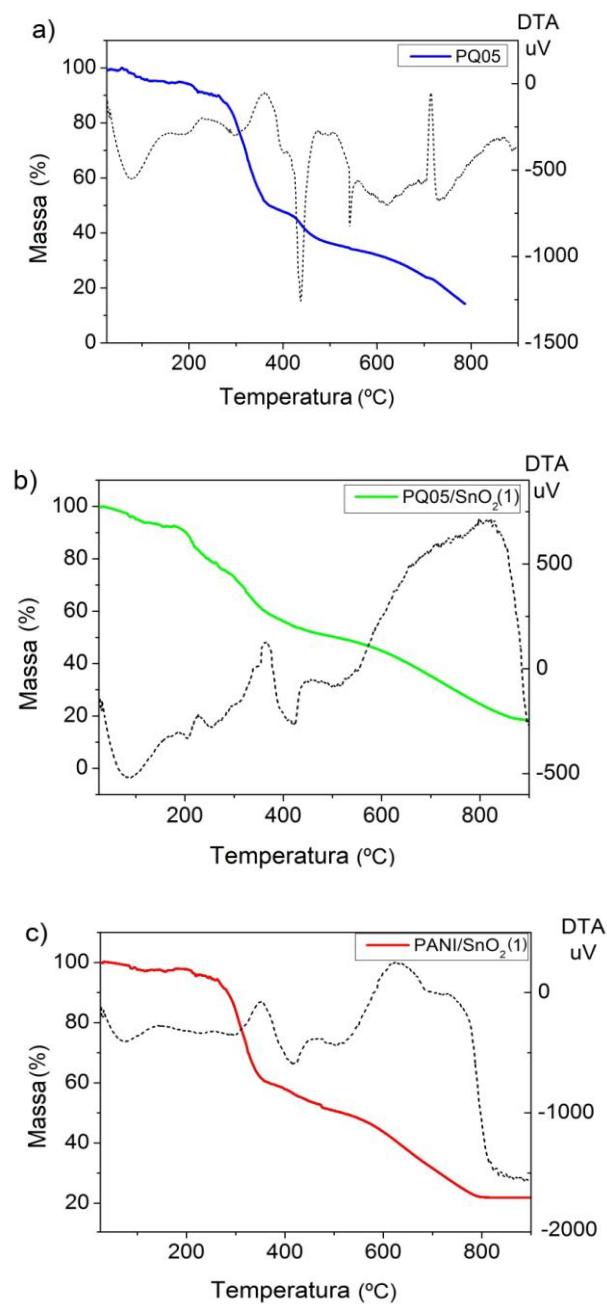 a)
DTA
uV
PQ05
100
80
60
40
20
0
Massa (%)
0
-500
-1000
-1500
200 400 600 800
Temperatura (ºC)
b)
DTA
uV
PQ05/SnO₂(1)
100
80
60
40
20
0
Massa (%)
500
0
-500
200 400 600 800
Temperatura (ºC)
c)
DTA
uV
PANI/SnO₂(1)
100
80
60
40
20
Massa (%)
0
-1000
-2000
200 400 600 800
Temperatura (ºC)